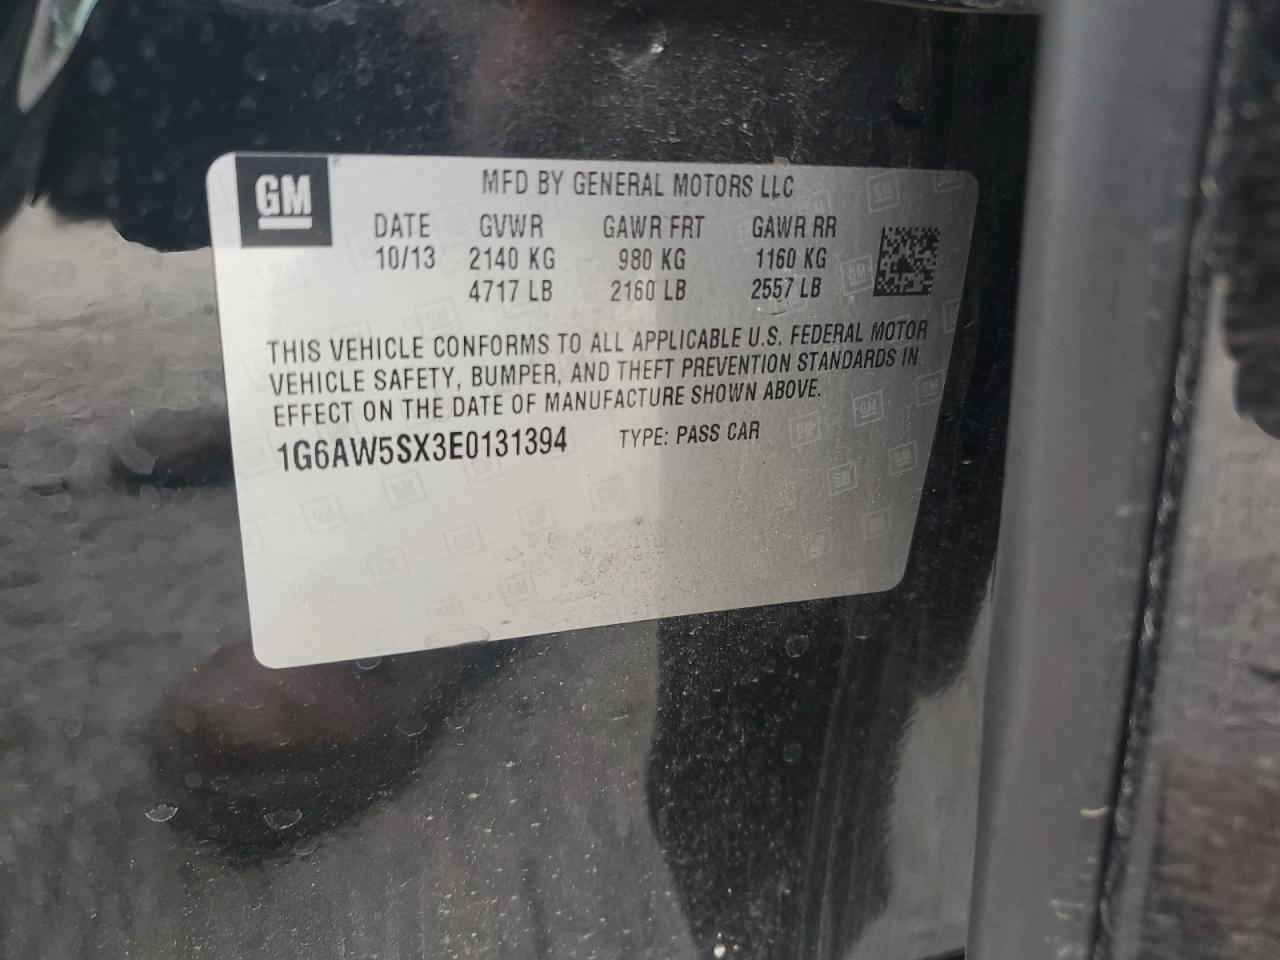 GM
MFD BY GENERAL MOTORS LLC
DATE GVWR GAWR FRT GAWR RR
10/13 2140 KG 980 KG 1160 KG
4717 LB 2160 LB 2557 LB
THIS VEHICLE CONFORMS TO ALL APPLICABLE U.S. FEDERAL MOTOR
VEHICLE SAFETY, BUMPER, AND THEFT PREVENTION STANDARDS IN
EFFECT ON THE DATE OF MANUFACTURE SHOWN ABOVE.
1G6AW5SX3E0131394 TYPE: PASS CAR